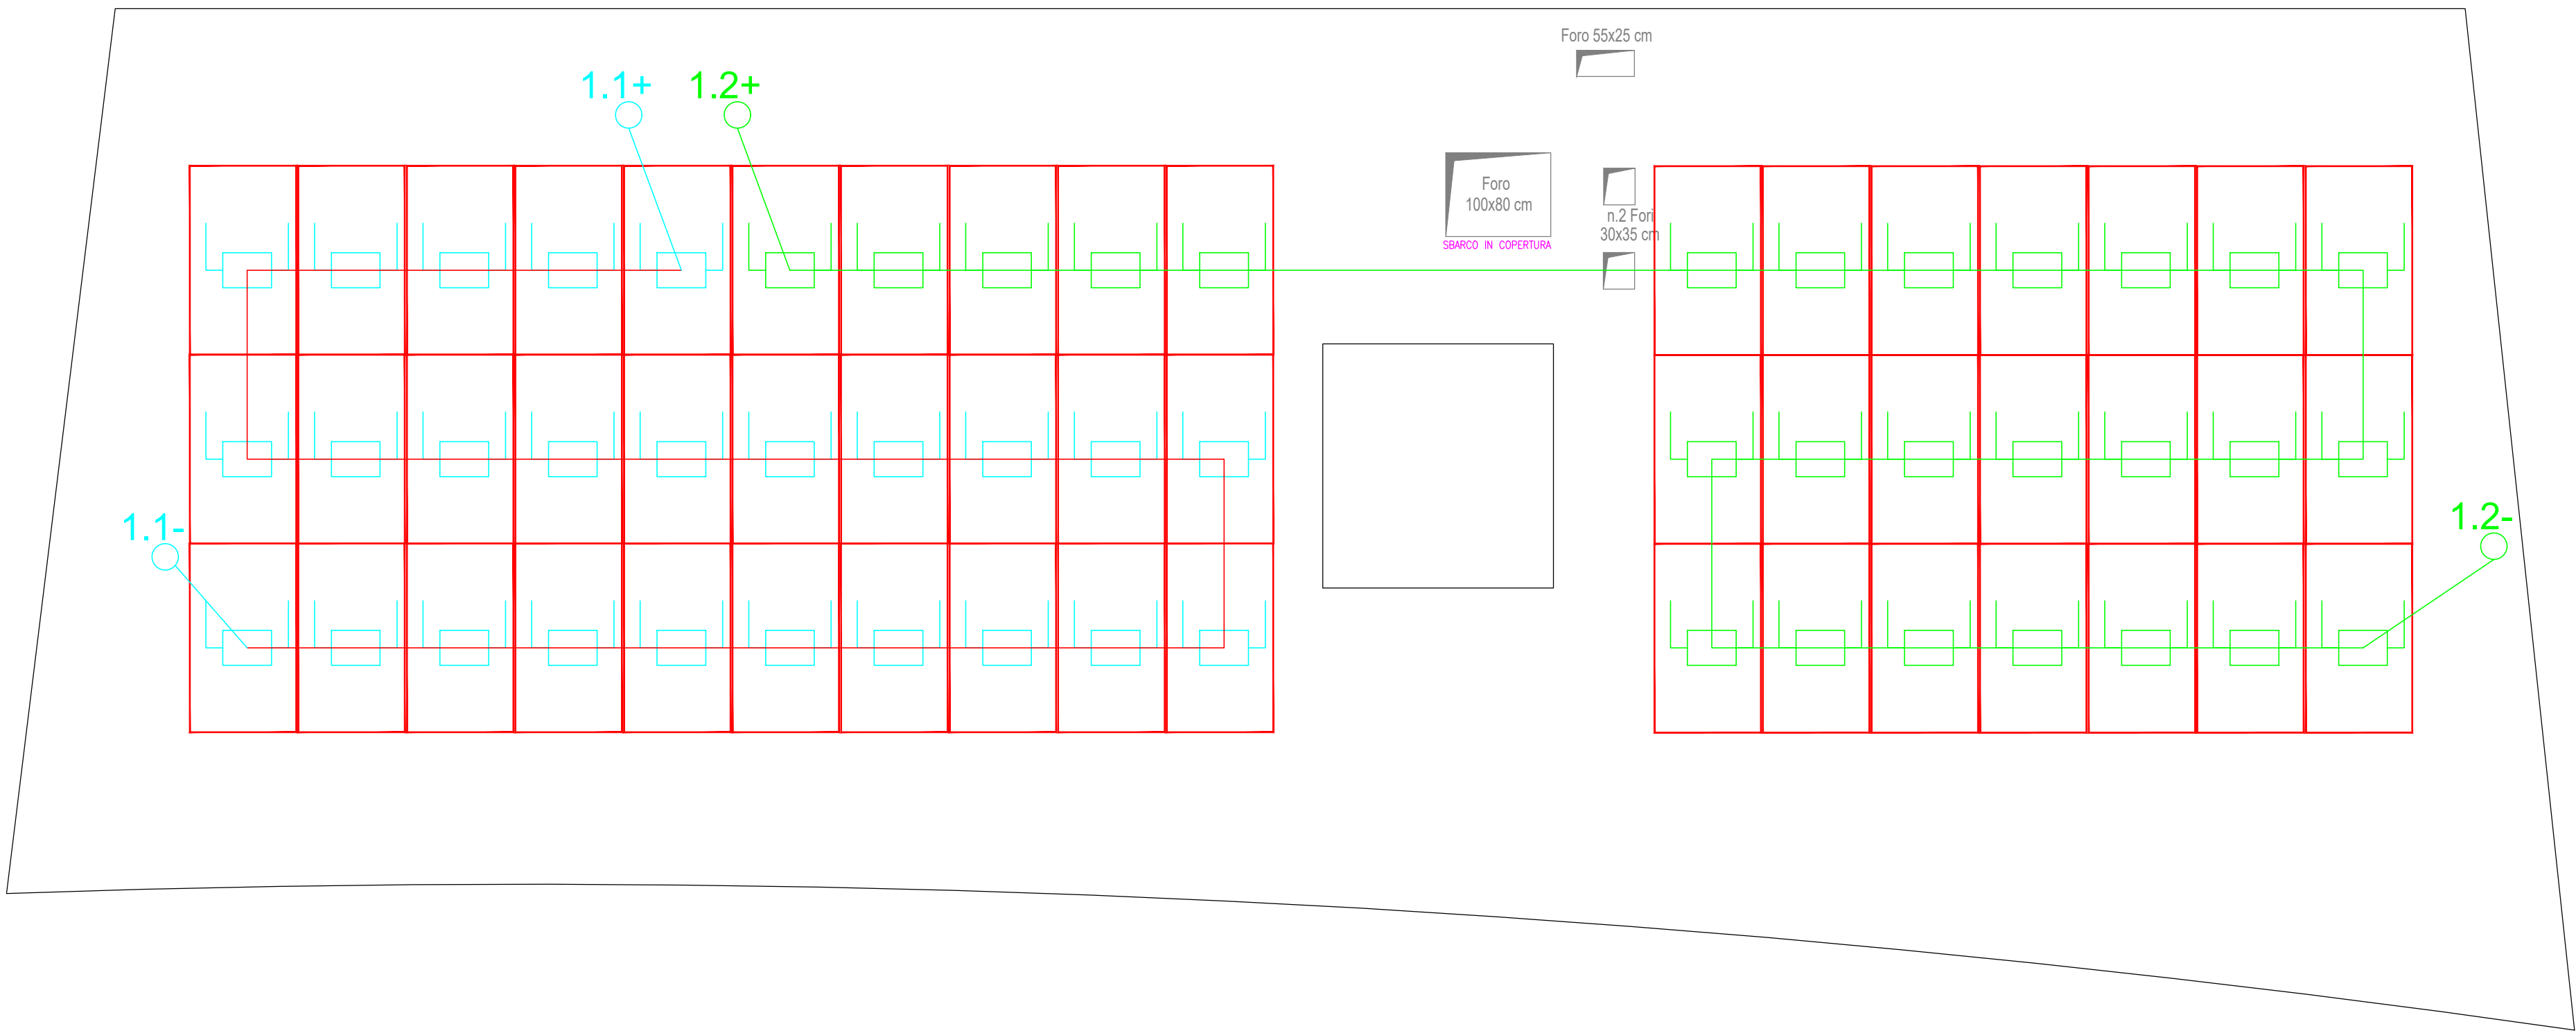 Foro 55x25 cm
1.1+
1.2+
Foro
100x80 cm
SBARCO IN COPERTURA
n.2 Fori
30x35 cm
1.1-
1.2-